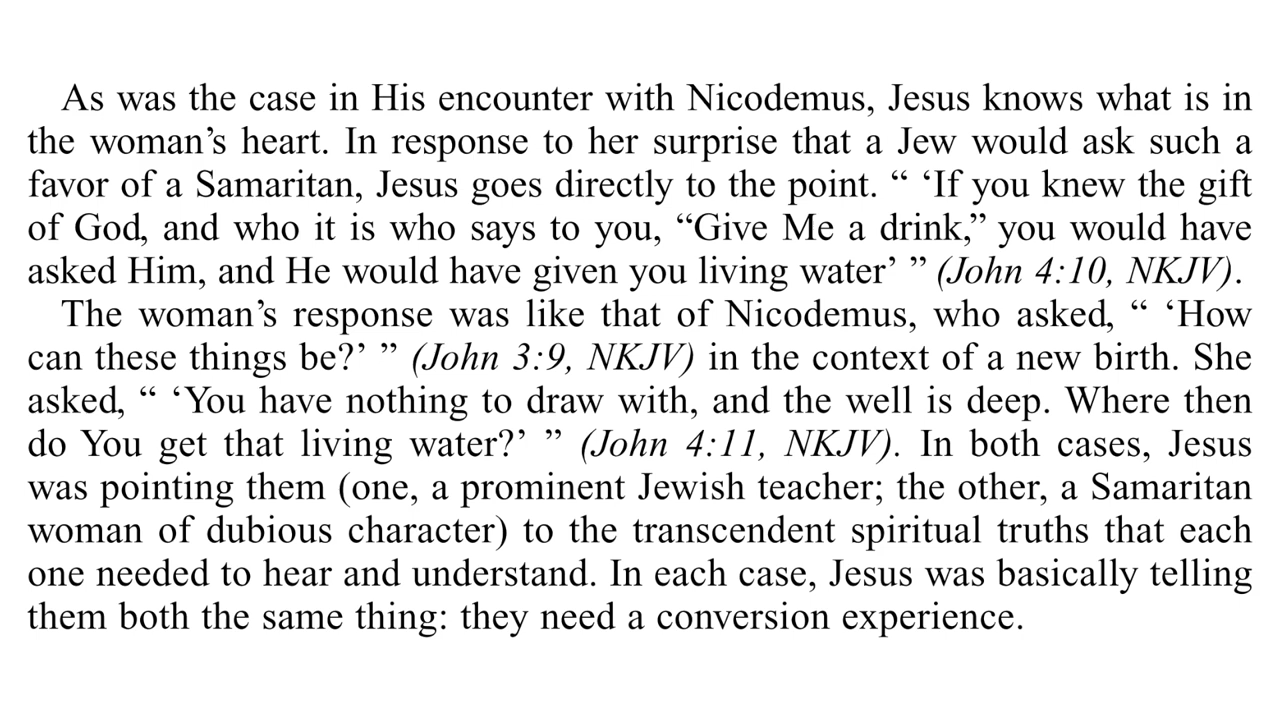 As was the case in His encounter with Nicodemus, Jesus knows what is in
the woman’s heart. In response to her surprise that a Jew would ask such a
favor of a Samaritan, Jesus goes directly to the point. “ ‘If you knew the gift
of God, and who it is who says to you, “Give Me a drink,” you would have
asked Him, and He would have given you living water’ ” (John 4:10, NKJV).
The woman’s response was like that of Nicodemus, who asked, “ ‘How
can these things be?’ ” (John 3:9, NKJV) in the context of a new birth. She
asked, “ ‘You have nothing to draw with, and the well is deep. Where then
do You get that living water?’ ” (John 4:11, NKJV). In both cases, Jesus
was pointing them (one, a prominent Jewish teacher; the other, a Samaritan
woman of dubious character) to the transcendent spiritual truths that each
one needed to hear and understand. In each case, Jesus was basically telling
them both the same thing: they need a conversion experience.